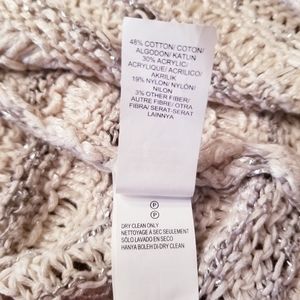 48% COTTON/ COTON/
ALGODON/ KATUN
30% ACRYLIC/
ACRYLIQUE/ ACRILICO/
AKRILIK
19% NYLON/ NYLON/
NILON
3% OTHER FIBER/
AUTRE FIBRE/ OTRA
FIBRA/ SERAT-SERAT
LAINNYA
P
P
DRY CLEAN ONLY
NETTOYAGE A SEC SEULEMENT
SÓLO LAVADO EN SECO
HANYA BOLEH DI-DRY CLEAN